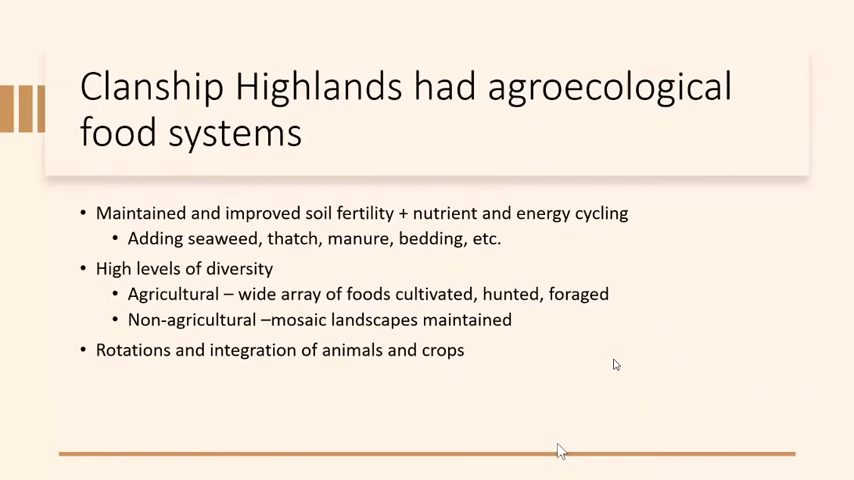 Clanship Highlands had agroecological
food systems
• Maintained and improved soil fertility + nutrient and energy cycling
• Adding seaweed, thatch, manure, bedding, etc.
• High levels of diversity
• Agricultural – wide array of foods cultivated, hunted, foraged
• Non-agricultural –mosaic landscapes maintained
• Rotations and integration of animals and crops